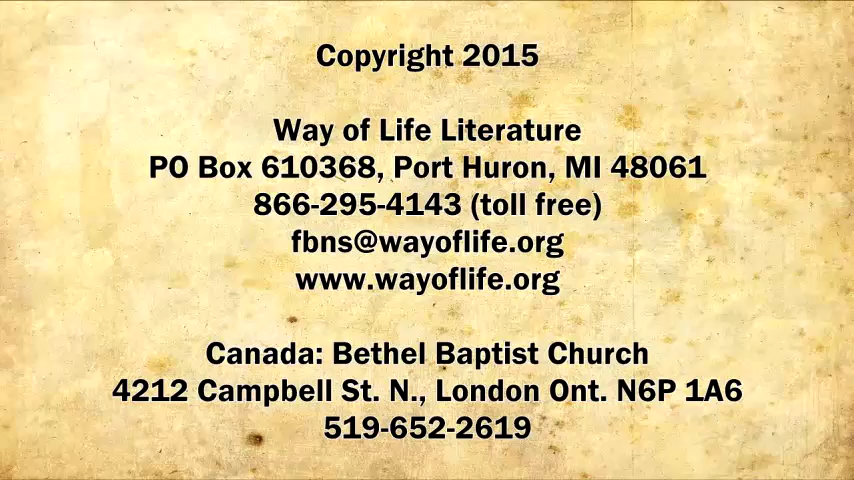 Copyright 2015
Way of Life Literature
PO Box 610368, Port Huron, MI 48061
866-295-4143 (toll free)
fbns@wayoflife.org
www.wayoflife.org
Canada: Bethel Baptist Church
4212 Campbell St. N., London Ont. N6P 1A6
519-652-2619